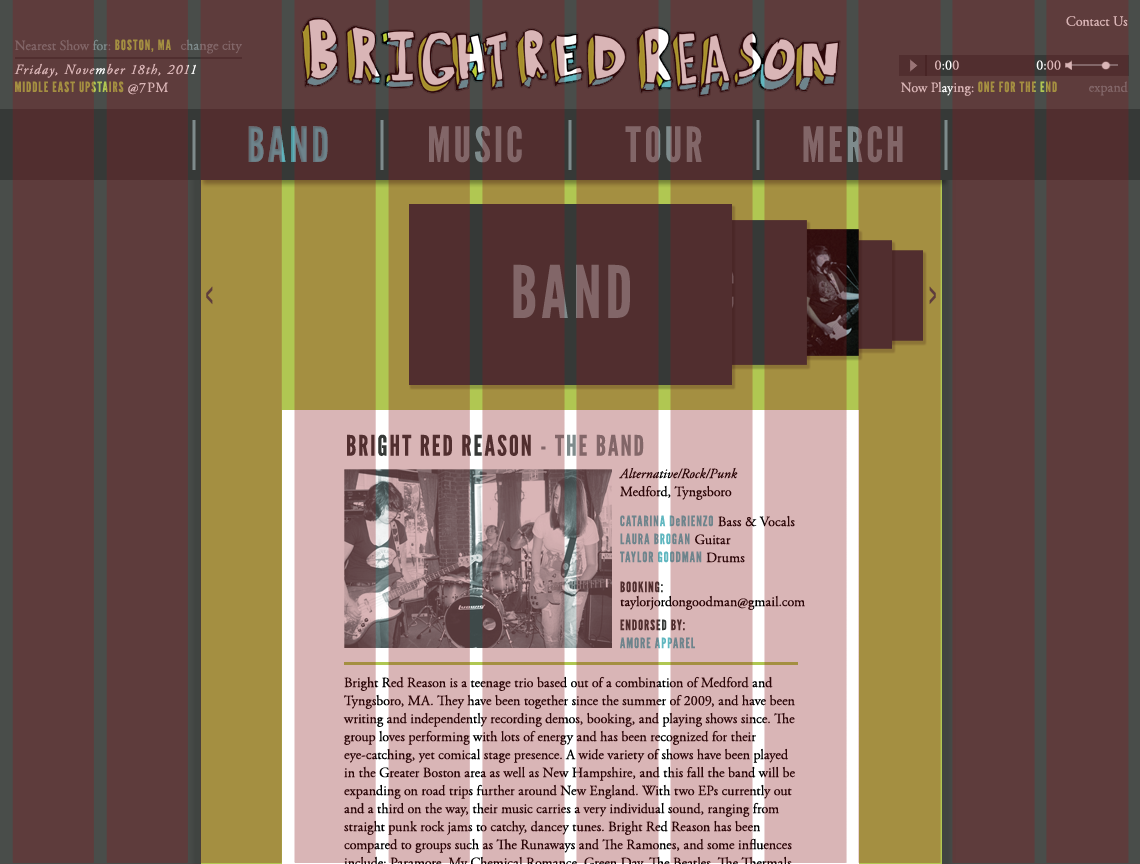 Contact Us
BRIGHT RED REASON
Nearest Show for: BOSTON, MA change city
Friday, November 18th, 2011
MIDDLE EAST UPSTAIRS @7PM
0:00 0:00
Now Playing: ONE FOR THE END expand
BAND MUSIC TOUR MERCH
BAND
‹ ›
BRIGHT RED REASON - THE BAND
Alternative/Rock/Punk
Medford, Tyngsboro
CATARINA DeRIENZO Bass & Vocals
LAURA BROGAN Guitar
TAYLOR GOODMAN Drums
BOOKING:
taylorjordongoodman@gmail.com
ENDORSED BY:
AMORE APPAREL
Bright Red Reason is a teenage trio based out of a combination of Medford and
Tyngsboro, MA. They have been together since the summer of 2009, and have been
writing and independently recording demos, booking, and playing shows since. The
group loves performing with lots of energy and has been recognized for their
eye-catching, yet comical stage presence. A wide variety of shows have been played
in the Greater Boston area as well as New Hampshire, and this fall the band will be
expanding on road trips further around New England. With two EPs currently out
and a third on the way, their music carries a very individual sound, ranging from
straight punk rock jams to catchy, dancey tunes. Bright Red Reason has been
compared to groups such as The Runaways and The Ramones, and some influences
include: Paramore, My Chemical Romance, Green Day, The Beatles, The Thermals,